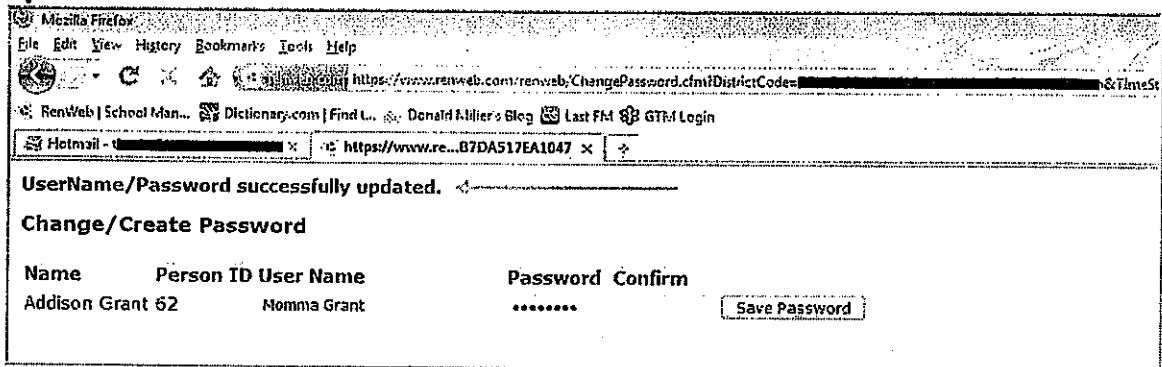 Mozilla Firefox
File Edit View History Bookmarks Tools Help
https://www.renweb.com/renweb/ChangePassword.cfm?DistrictCode= &TimeSt
RenWeb | School Man... Dictionary.com | Find t... Donald Miller's Blog Last FM GTM Login
Hotmail - t https://www.re...B7DA517EA1047
UserName/Password successfully updated.
Change/Create Password
Name Person ID User Name Password Confirm
Addison Grant 62 Momma Grant •••••••• Save Password